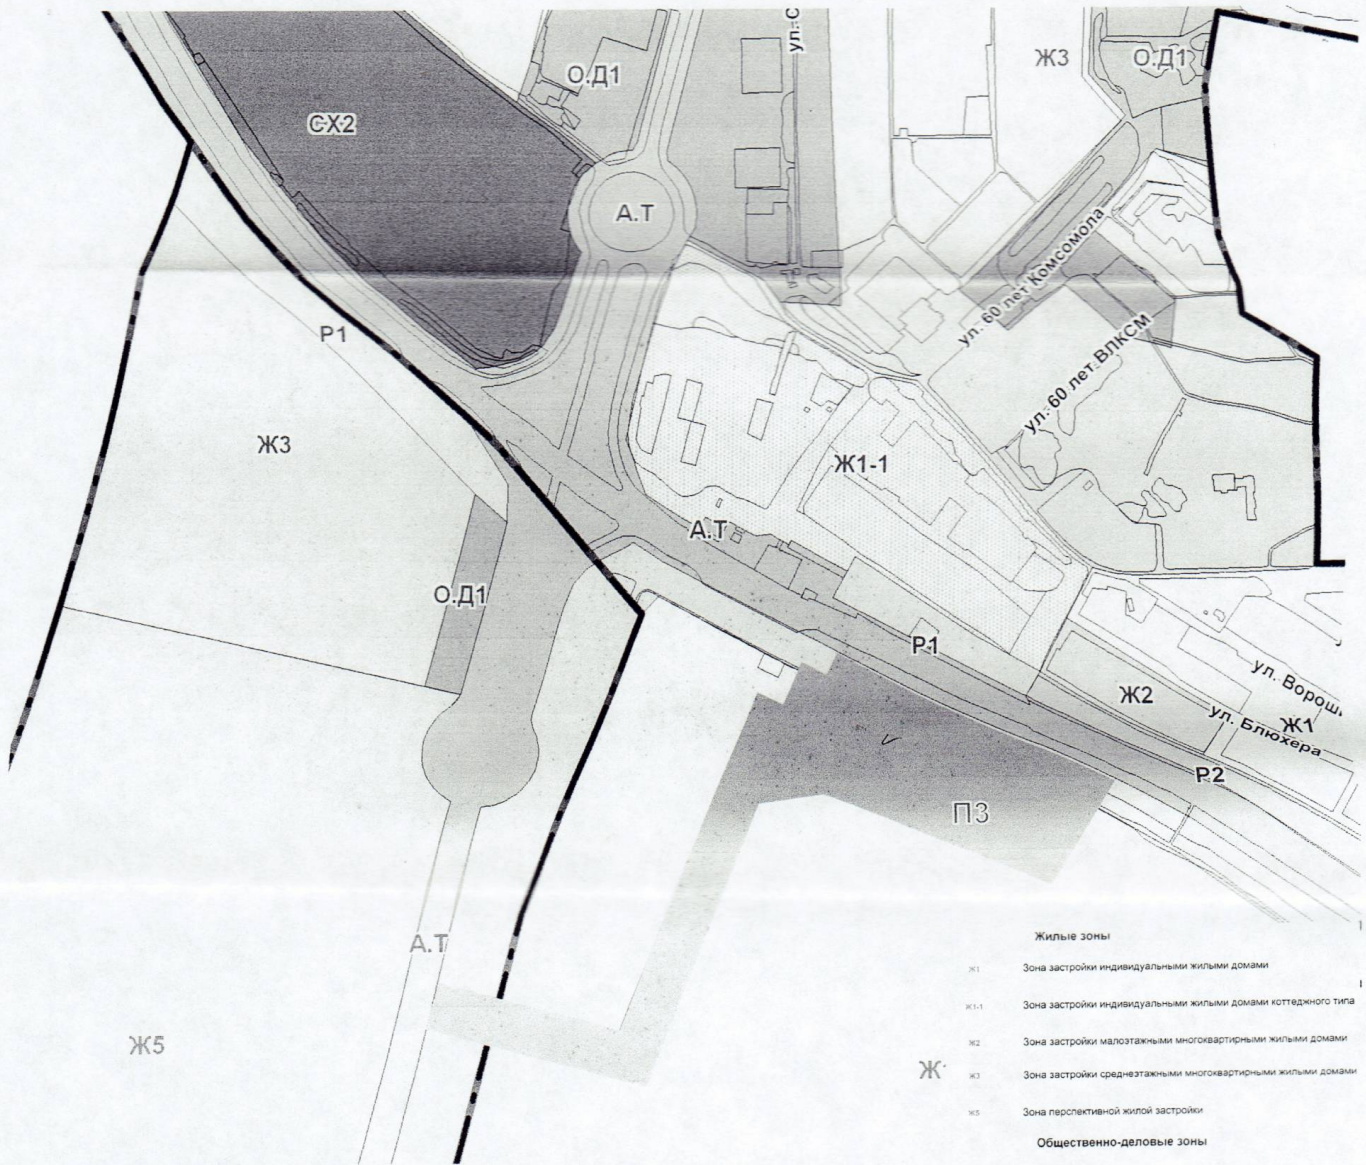 ул. С
О.Д1
Ж3
О.Д1
СХ2
А.Т
ул. 60 лет Комсомола
Р1
ул. 60 лет ВЛКСМ
Ж3
Ж1-1
А.Т
О.Д1
Р1
ул. Ворош
Ж2
ул. Блюхера
Ж1
Р2
П3
А.Т
Ж5
Жилые зоны
Ж1 Зона застройки индивидуальными жилыми домами
Ж1-1 Зона застройки индивидуальными жилыми домами коттеджного типа
Ж2 Зона застройки малоэтажными многоквартирными жилыми домами
Ж
Ж3 Зона застройки среднеэтажными многоквартирными жилыми домами
Ж5 Зона перспективной жилой застройки
Общественно-деловые зоны